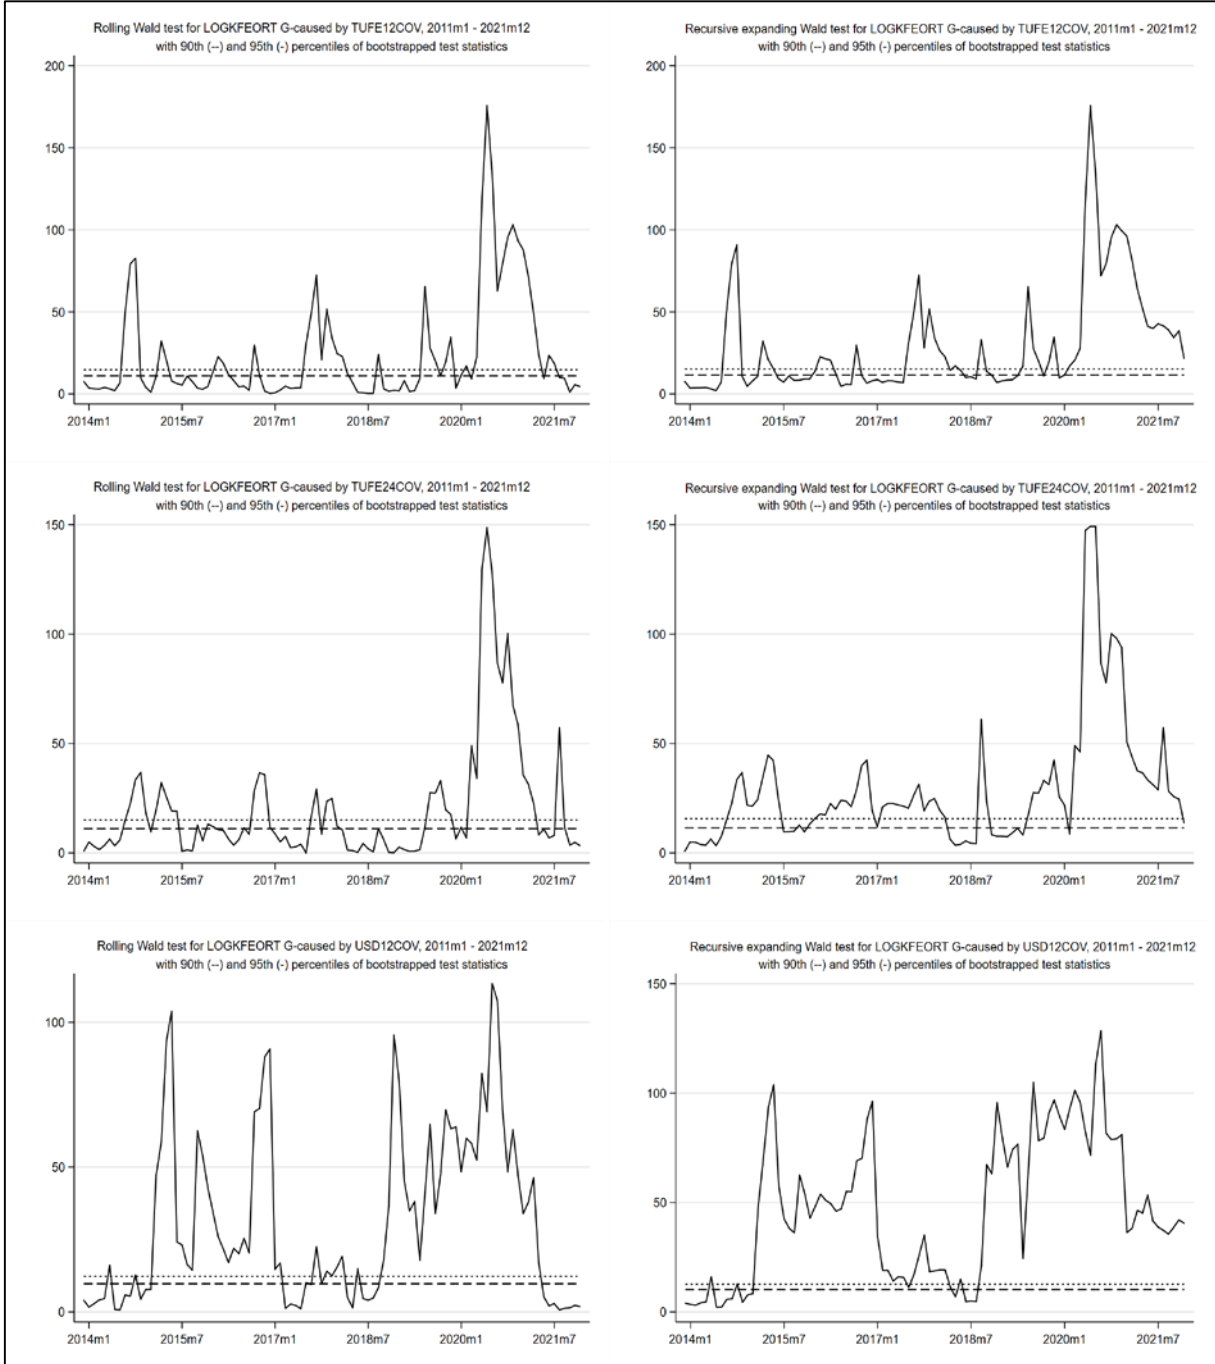 Rolling Wald test for LOGKFEORT G-caused by TUFE12COV, 2011m1 - 2021m12
with 90th (--) and 95th (-) percentiles of bootstrapped test statistics
200
150
100
50
0
2014m1 2015m7 2017m1 2018m7 2020m1 2021m7
Recursive expanding Wald test for LOGKFEORT G-caused by TUFE12COV, 2011m1 - 2021m12
with 90th (--) and 95th (-) percentiles of bootstrapped test statistics
200
150
100
50
0
2014m1 2015m7 2017m1 2018m7 2020m1 2021m7
Rolling Wald test for LOGKFEORT G-caused by TUFE24COV, 2011m1 - 2021m12
with 90th (--) and 95th (-) percentiles of bootstrapped test statistics
150
100
50
0
2014m1 2015m7 2017m1 2018m7 2020m1 2021m7
Recursive expanding Wald test for LOGKFEORT G-caused by TUFE24COV, 2011m1 - 2021m12
with 90th (--) and 95th (-) percentiles of bootstrapped test statistics
150
100
50
0
2014m1 2015m7 2017m1 2018m7 2020m1 2021m7
Rolling Wald test for LOGKFEORT G-caused by USD12COV, 2011m1 - 2021m12
with 90th (--) and 95th (-) percentiles of bootstrapped test statistics
100
50
0
2014m1 2015m7 2017m1 2018m7 2020m1 2021m7
Recursive expanding Wald test for LOGKFEORT G-caused by USD12COV, 2011m1 - 2021m12
with 90th (--) and 95th (-) percentiles of bootstrapped test statistics
150
100
50
0
2014m1 2015m7 2017m1 2018m7 2020m1 2021m7